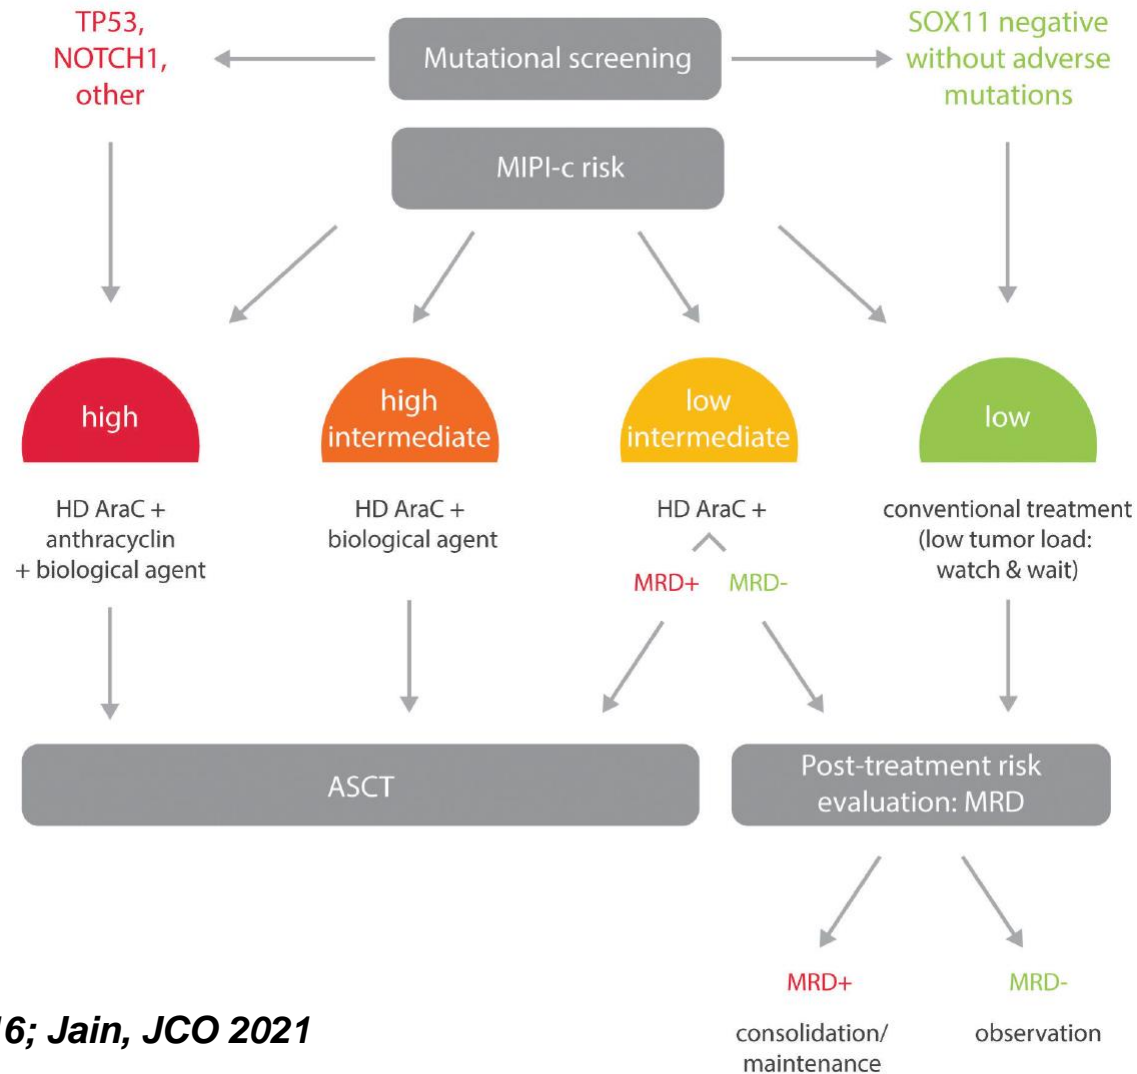 TP53,
NOTCH1,
other
Mutational screening
SOX11 negative
without adverse
mutations
MIPI-c risk
high
high
intermediate
low
intermediate
low
HD AraC +
anthracyclin
+ biological agent
HD AraC +
biological agent
HD AraC +
MRD+ MRD-
conventional treatment
(low tumor load:
watch & wait)
ASCT
Post-treatment risk
evaluation: MRD
MRD+
consolidation/
maintenance
MRD-
observation
6; Jain, JCO 2021